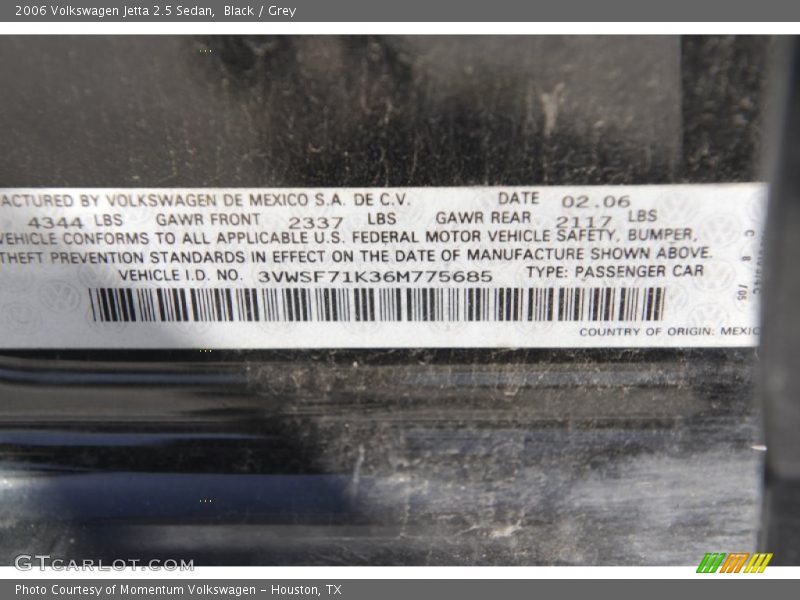 2006 Volkswagen Jetta 2.5 Sedan, Black / Grey
ACTURED BY VOLKSWAGEN DE MEXICO S.A. DE C.V. DATE 02.06
4344 LBS GAWR FRONT 2337 LBS GAWR REAR 2117 LBS
VEHICLE CONFORMS TO ALL APPLICABLE U.S. FEDERAL MOTOR VEHICLE SAFETY, BUMPER,
THEFT PREVENTION STANDARDS IN EFFECT ON THE DATE OF MANUFACTURE SHOWN ABOVE.
VEHICLE I.D. NO. 3VWSF71K36M775685 TYPE: PASSENGER CAR
COUNTRY OF ORIGIN: MEXIC
GTCARLOT.COM
Photo Courtesy of Momentum Volkswagen - Houston, TX